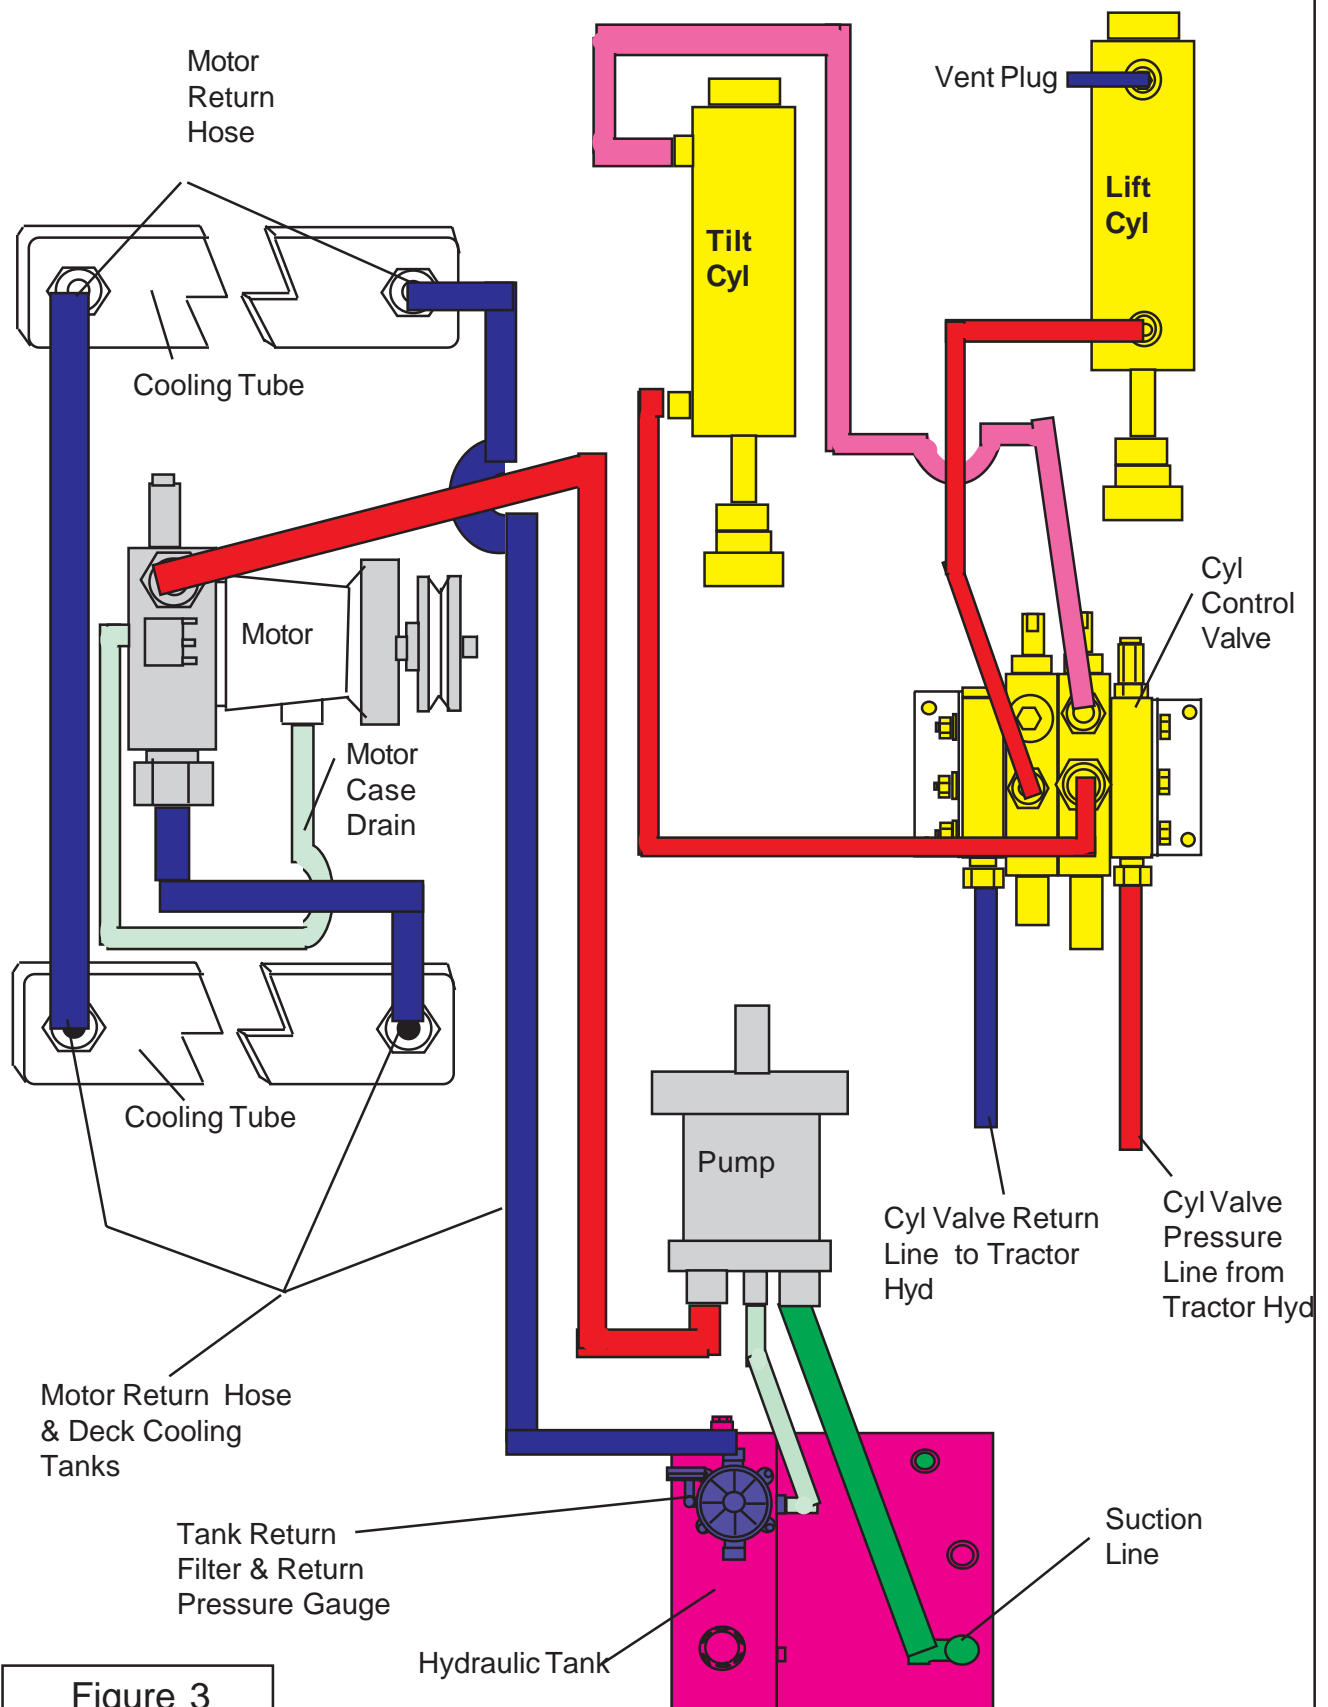 Motor
Return
Hose
Vent Plug
Lift
Cyl
Tilt
Cyl
Cooling Tube
Cyl
Control
Valve
Motor
Motor
Case
Drain
Cooling Tube
Pump
Cyl Valve Return
Line to Tractor
Hyd
Cyl Valve
Pressure
Line from
Tractor Hyd
Motor Return Hose
& Deck Cooling
Tanks
Tank Return
Filter & Return
Pressure Gauge
Suction
Line
Hydraulic Tank
Figure 3